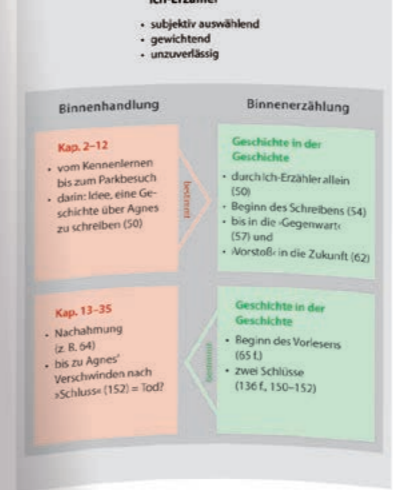 Ich-Erzähler
• subjektiv auswählend
• gewichtend
• unzuverlässig
Binnenhandlung
Binnenerzählung
Kap. 2–12
• vom Kennenlernen
bis zum Parkbesuch
• darin: Idee, eine Ge-
schichte über Agnes
zu schreiben (50)
bestimmt
Geschichte in der
Geschichte
• durch Ich-Erzähler allein
(50)
• Beginn des Schreibens (54)
• bis in die ›Gegenwart‹
(57) und
• ›Vorstoß‹ in die Zukunft (62)
Kap. 13–35
• Nachahmung
(z. B. 64)
• bis zu Agnes’
Verschwinden nach
»Schluss« (152) = Tod?
bestimmt
Geschichte in der
Geschichte
• Beginn des Vorlesens
(65 f.)
• zwei Schlüsse
(136 f., 150–152)